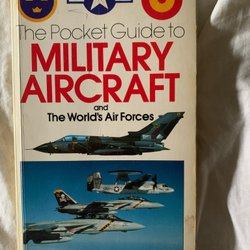 The Pocket Guide to
MILITARY
AIRCRAFT
and
The World's Air Forces